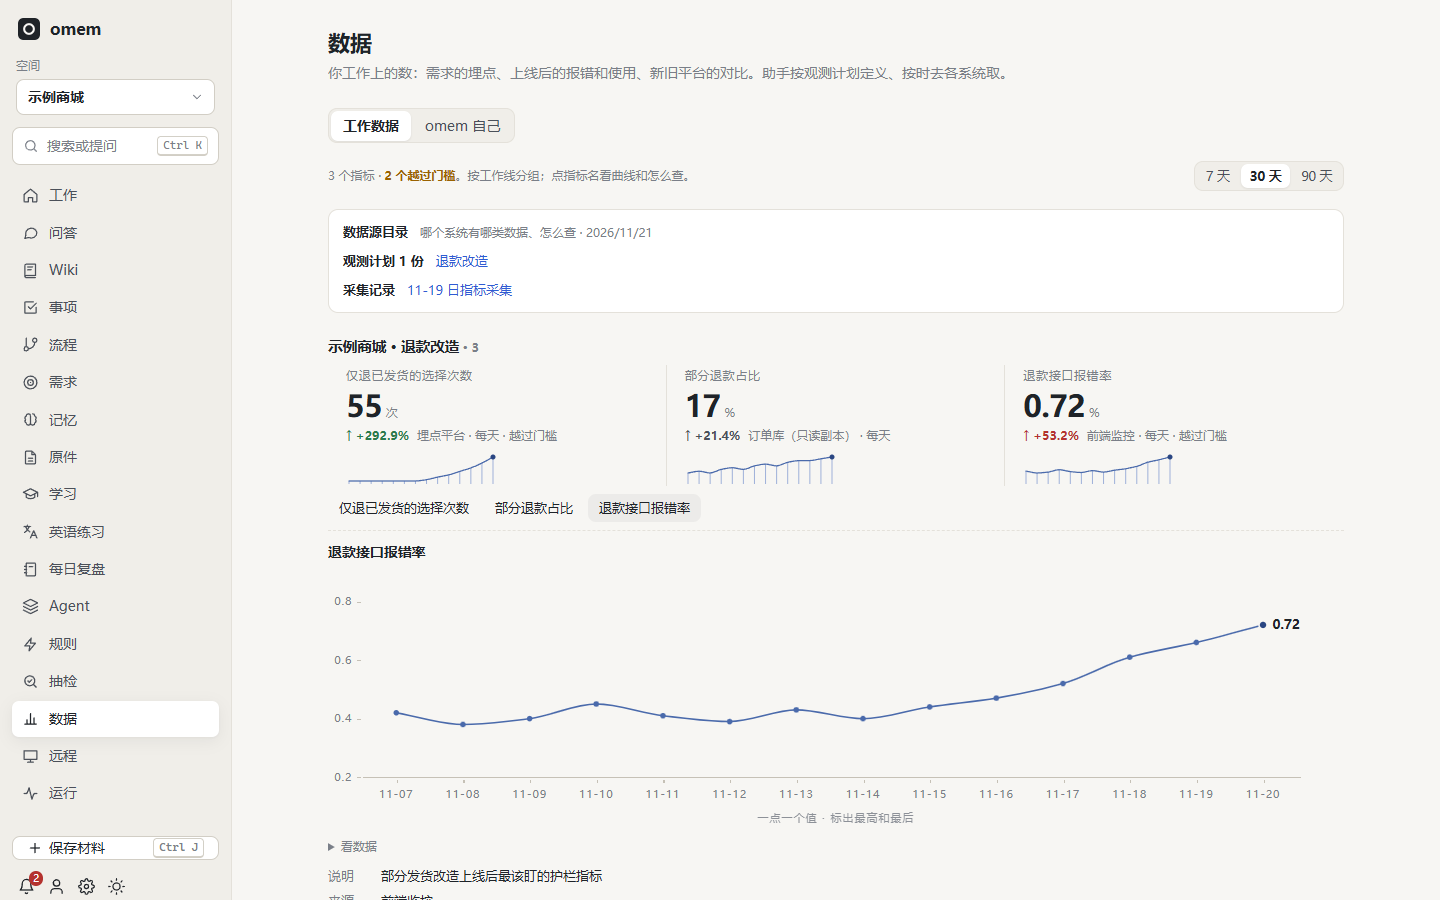 omem
空间
示例商城
搜索或提问 Ctrl K
工作
问答
Wiki
事项
流程
需求
记忆
原件
学习
英语练习
每日复盘
Agent
规则
抽检
数据
远程
运行
+ 保存材料 Ctrl J
2
数据
你工作上的数：需求的埋点、上线后的报错和使用、新旧平台的对比。助手按观测计划定义、按时去各系统取。
工作数据 omem 自己
3 个指标 · 2 个越过门槛。按工作线分组；点指标名看曲线和怎么查。
7 天 30 天 90 天
数据源目录 哪个系统有哪类数据、怎么查 · 2026/11/21
观测计划 1 份 退款改造
采集记录 11-19 日指标采集
示例商城 • 退款改造 • 3
仅退已发货的选择次数
55 次
↑ +292.9% 埋点平台 · 每天 · 越过门槛
部分退款占比
17 %
↑ +21.4% 订单库（只读副本） · 每天
退款接口报错率
0.72 %
↑ +53.2% 前端监控 · 每天 · 越过门槛
仅退已发货的选择次数 部分退款占比 退款接口报错率
退款接口报错率
0.8
0.6
0.4
0.2
0.72
11-07 11-08 11-09 11-10 11-11 11-12 11-13 11-14 11-15 11-16 11-17 11-18 11-19 11-20
一点一个值 · 标出最高和最后
▶ 看数据
说明 部分发货改造上线后最该盯的护栏指标
来源 前端监控